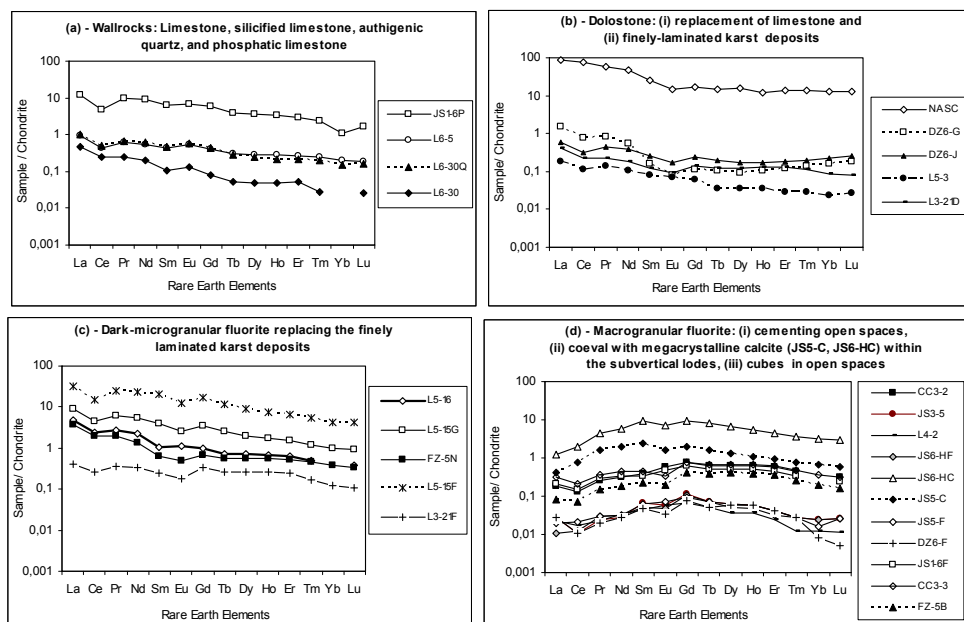 (a) - Wallrocks: Limestone, silicified limestone, authigenic
quartz, and phosphatic limestone
100
10
1
0,1
0,01
0,001
Sample / Chondrite
La Ce Pr Nd Sm Eu Gd Tb Dy Ho Er Tm Yb Lu
Rare Earth Elements
JS1-6P
L6-5
L6-30Q
L6-30
(b) - Dolostone: (i) replacement of limestone and
(ii) finely-laminated karst deposits
100
10
1
0,1
0,01
0,001
Sample / Chondrite
La Ce Pr Nd Sm Eu Gd Tb Dy Ho Er Tm Yb Lu
Rare Earth Elements
NASC
DZ6-G
DZ6-J
L5-3
L3-21D
(c) - Dark-microgranular fluorite replacing the finely
laminated karst deposits
100
10
1
0,1
0,01
0,001
Sample/ Chondrite
La Ce Pr Nd Sm Eu Gd Tb Dy Ho Er Tm Yb Lu
Rare Earth Elements
L5-16
L5-15G
FZ-5N
L5-15F
L3-21F
(d) - Macrogranular fluorite: (i) cementing open spaces,
(ii) coeval with megacrystalline calcite (JS5-C, JS6-HC) within
the subvertical lodes, (iii) cubes in open spaces
100
10
1
0,1
0,01
0,001
Sample/ Chondrite
La Ce Pr Nd Sm Eu Gd Tb Dy Ho Er Tm Yb Lu
Rare Earth Elements
CC3-2
JS3-5
L4-2
JS6-HF
JS6-HC
JS5-C
JS5-F
DZ6-F
JS1-6F
CC3-3
FZ-5B